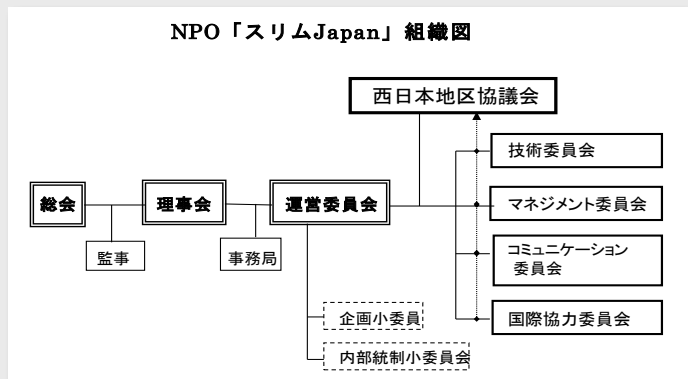 NPO「スリムJapan」組織図
西日本地区協議会
技術委員会
総会
理事会
運営委員会
マネジメント委員会
監事
事務局
コミュニケーション
委員会
企画小委員
国際協力委員会
内部統制小委員会